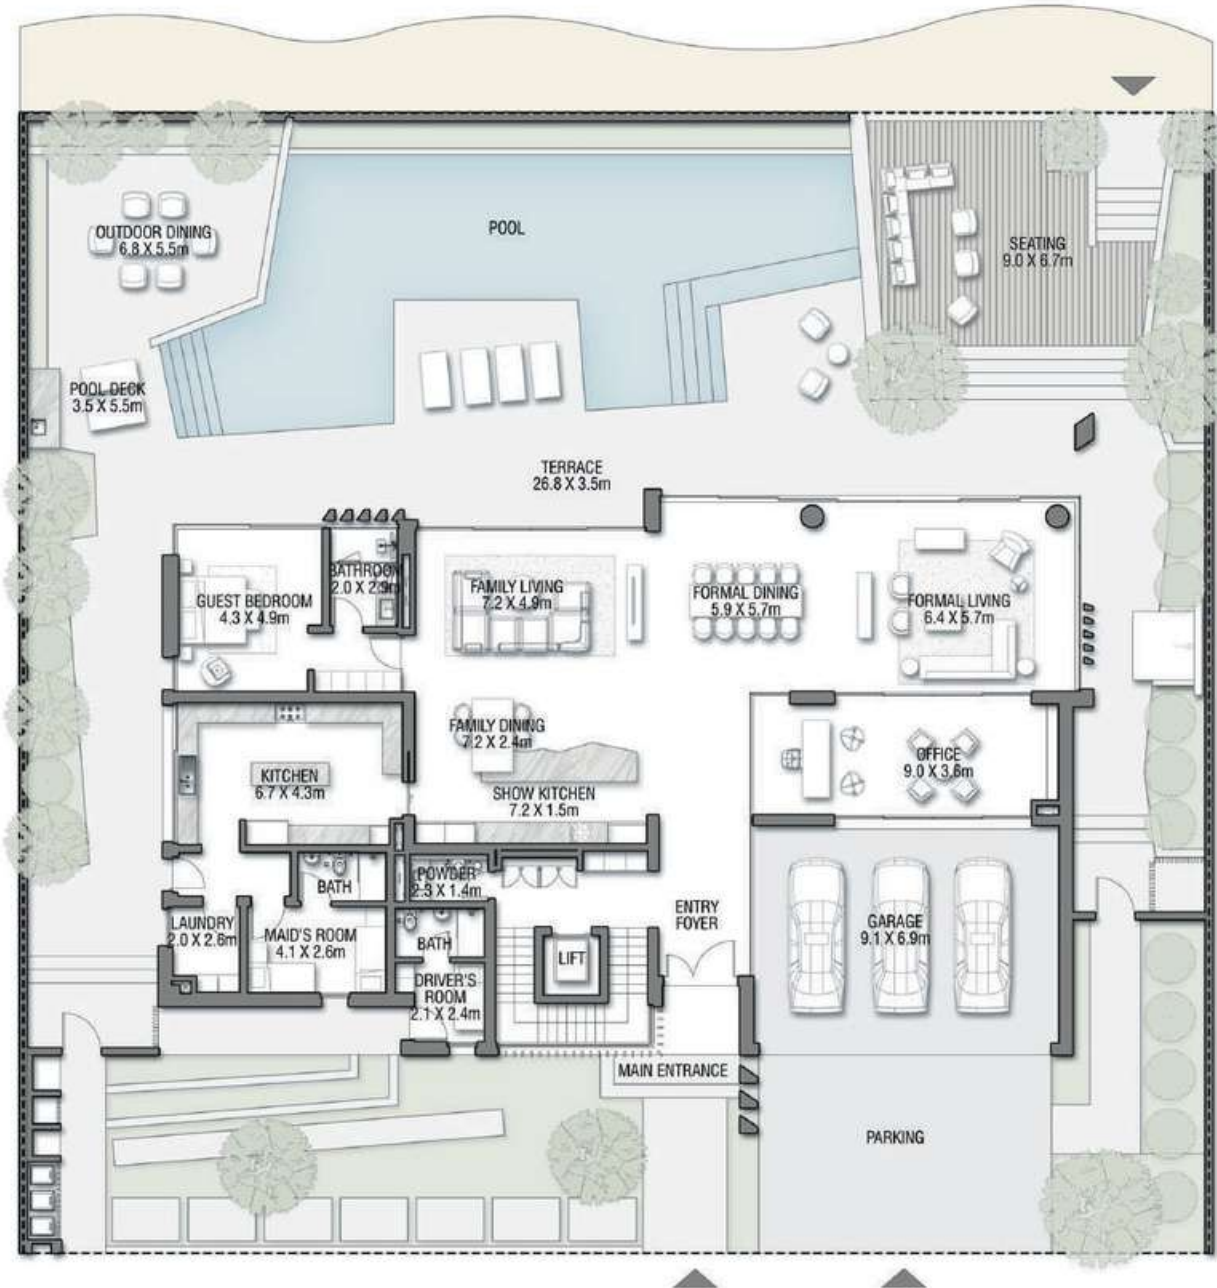 POOL
OUTDOOR DINING
6.8 X 5.5m
SEATING
9.0 X 6.7m
POOL DECK
3.5 X 5.5m
TERRACE
26.8 X 3.5m
BATHROOM
2.0 X 2.9m
GUEST BEDROOM
4.3 X 4.9m
FAMILY LIVING
7.2 X 4.9m
FORMAL DINING
5.9 X 5.7m
FORMAL LIVING
6.4 X 5.7m
FAMILY DINING
7.2 X 2.4m
OFFICE
9.0 X 3.6m
KITCHEN
6.7 X 4.3m
SHOW KITCHEN
7.2 X 1.5m
POWDER
2.3 X 1.4m
BATH
LAUNDRY
2.0 X 2.6m
MAID'S ROOM
4.1 X 2.6m
BATH
ENTRY
FOYER
GARAGE
9.1 X 6.9m
LIFT
DRIVER'S
ROOM
2.1 X 2.4m
MAIN ENTRANCE
PARKING